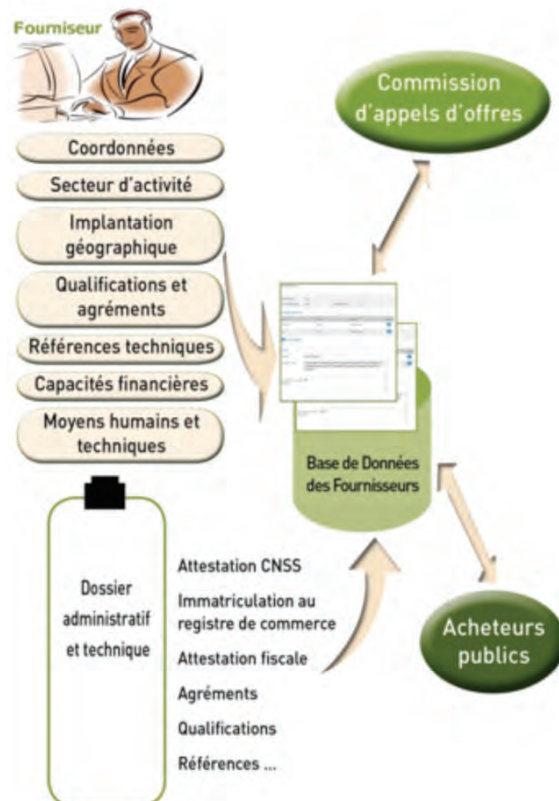 Fourniseur
Coordonnées
Secteur d'activité
Implantation
géographique
Qualifications et
agréments
Références techniques
Capacités financières
Moyens humains et
techniques
Commission
d'appels d'offres
Base de Données
des Fournisseurs
Acheteurs
publics
Dossier
administratif
et technique
Attestation CNSS
Immatriculation au
registre de commerce
Attestation fiscale
Agréments
Qualifications
Références ...